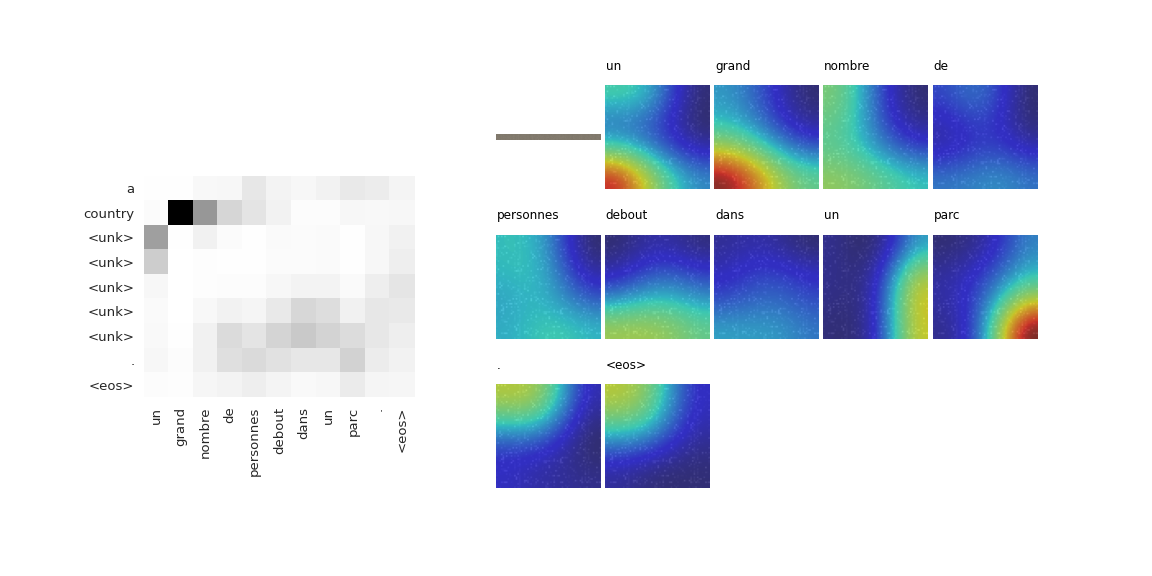 a
country
<unk>
<unk>
<unk>
<unk>
<unk>
.
<eos>
un grand nombre de personnes debout dans un parc . <eos>
un grand nombre de
personnes debout dans un parc
. <eos>